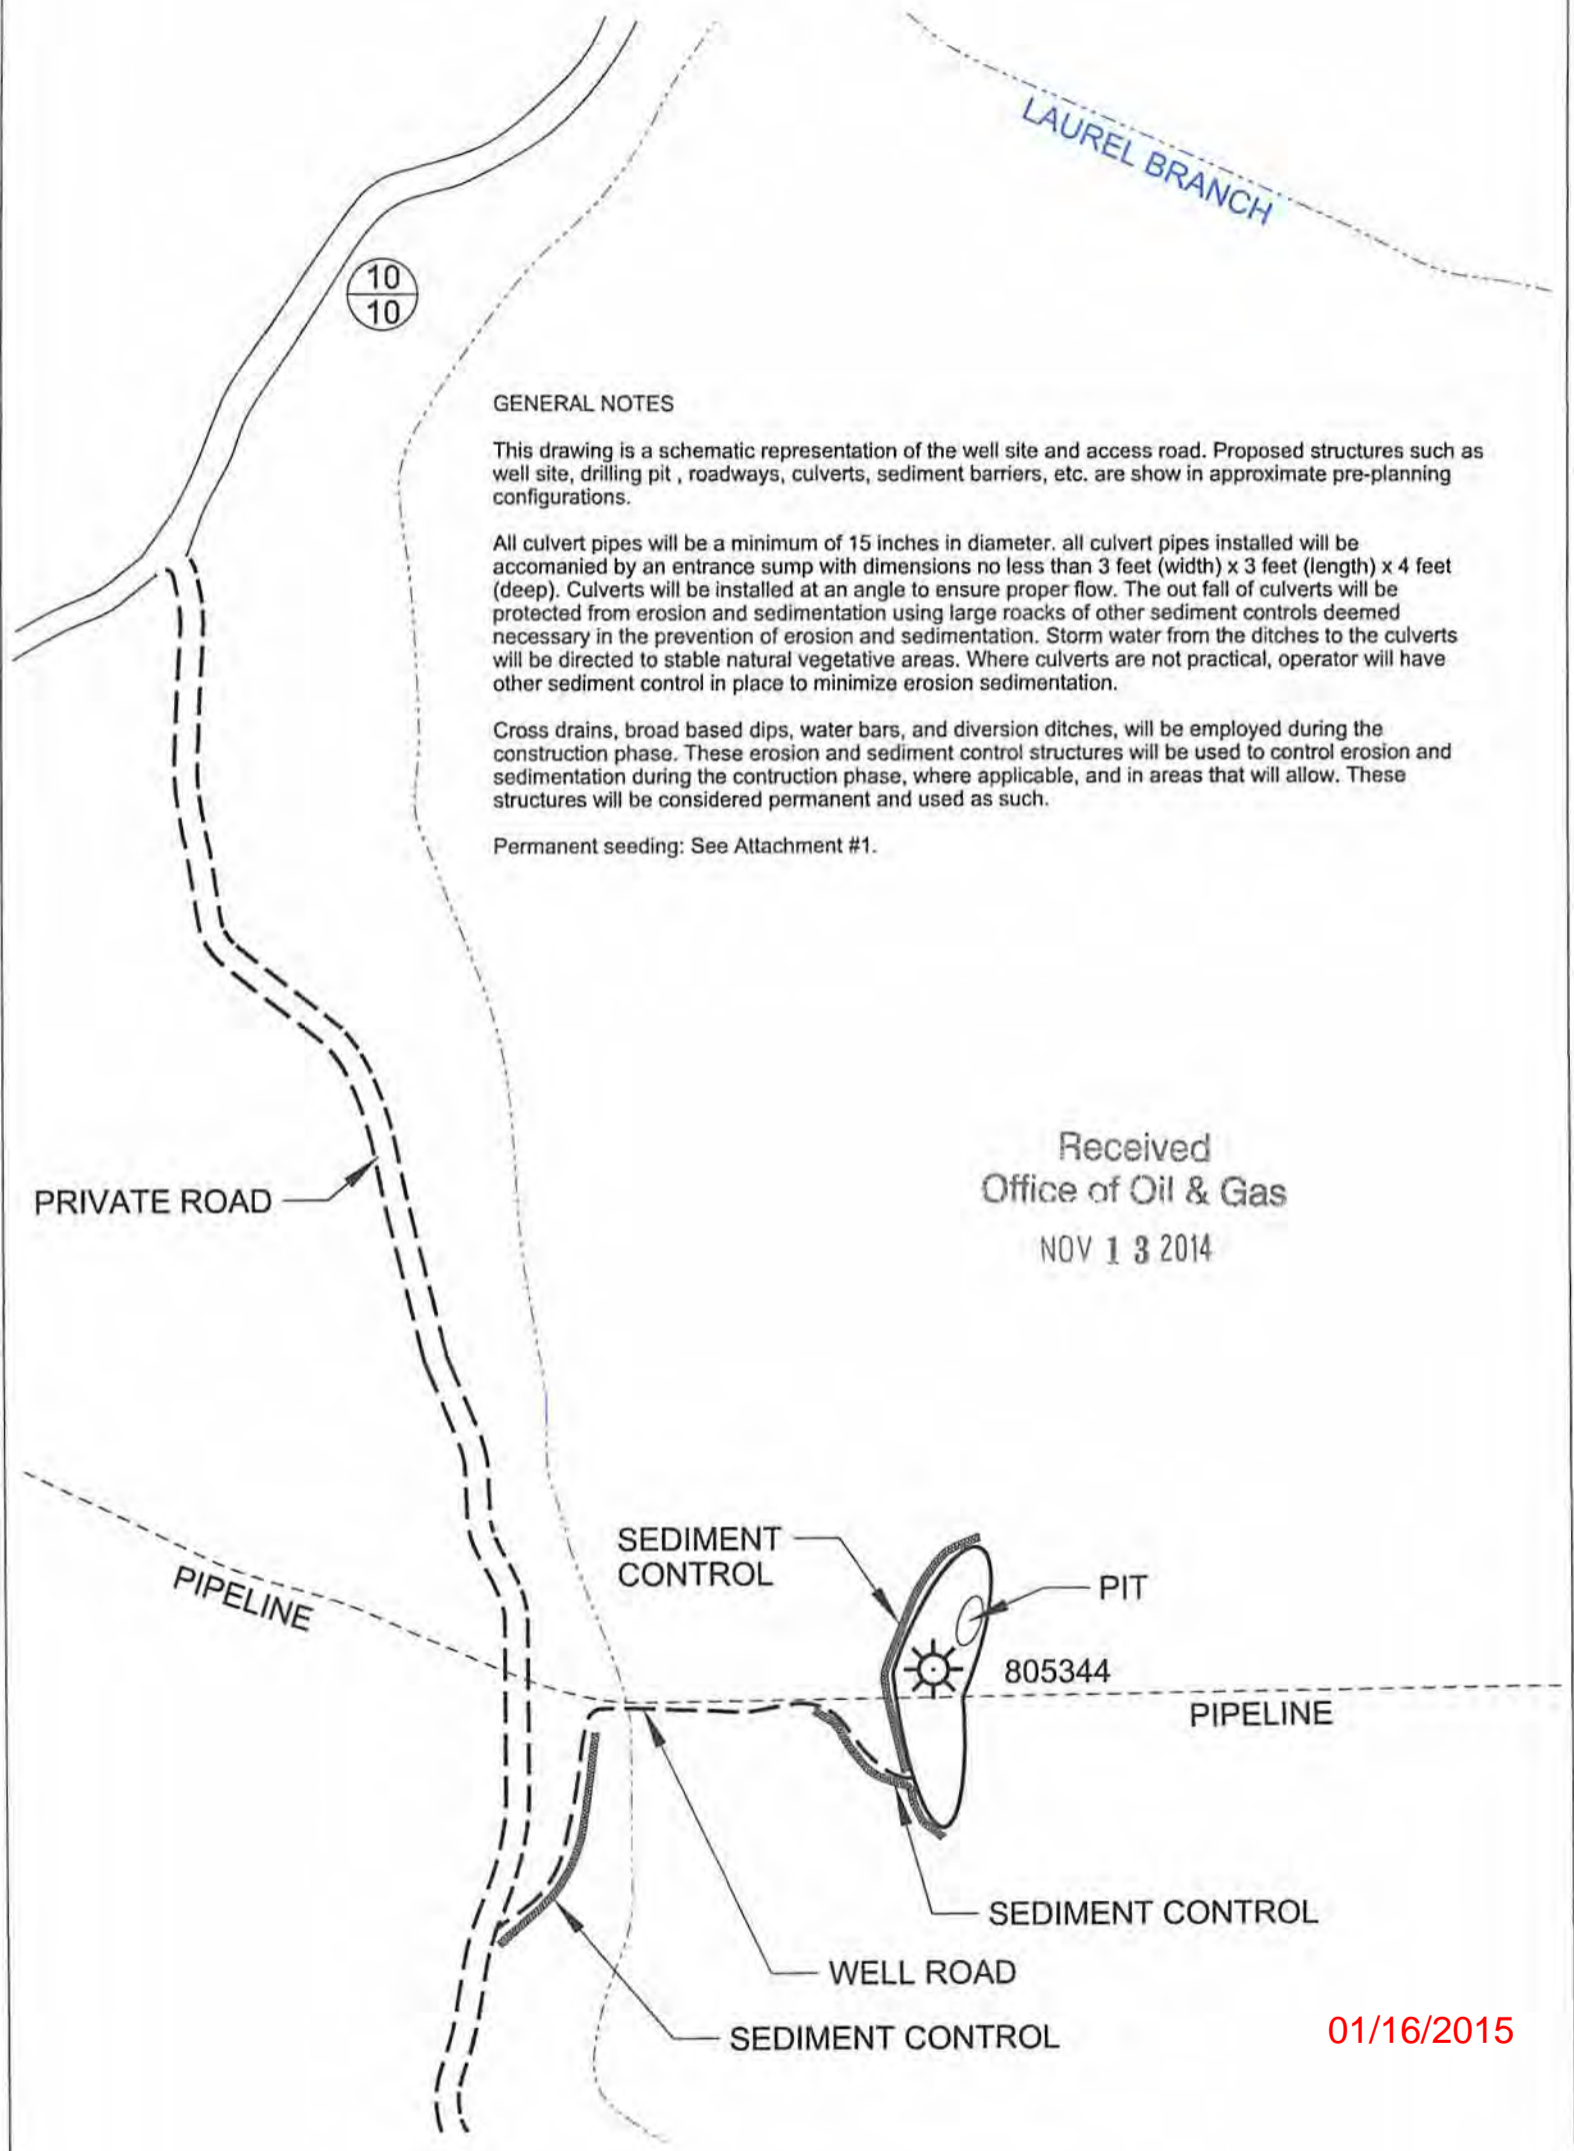 LAUREL BRANCH
10
10
GENERAL NOTES
This drawing is a schematic representation of the well site and access road. Proposed structures such as
well site, drilling pit , roadways, culverts, sediment barriers, etc. are show in approximate pre-planning
configurations.
All culvert pipes will be a minimum of 15 inches in diameter. all culvert pipes installed will be
accomanied by an entrance sump with dimensions no less than 3 feet (width) x 3 feet (length) x 4 feet
(deep). Culverts will be installed at an angle to ensure proper flow. The out fall of culverts will be
protected from erosion and sedimentation using large roacks of other sediment controls deemed
necessary in the prevention of erosion and sedimentation. Storm water from the ditches to the culverts
will be directed to stable natural vegetative areas. Where culverts are not practical, operator will have
other sediment control in place to minimize erosion sedimentation.
Cross drains, broad based dips, water bars, and diversion ditches, will be employed during the
construction phase. These erosion and sediment control structures will be used to control erosion and
sedimentation during the contruction phase, where applicable, and in areas that will allow. These
structures will be considered permanent and used as such.
Permanent seeding: See Attachment #1.
Received
Office of Oil & Gas
NOV 1 3 2014
PRIVATE ROAD
SEDIMENT
CONTROL
PIT
PIPELINE
805344
PIPELINE
SEDIMENT CONTROL
WELL ROAD
SEDIMENT CONTROL
01/16/2015